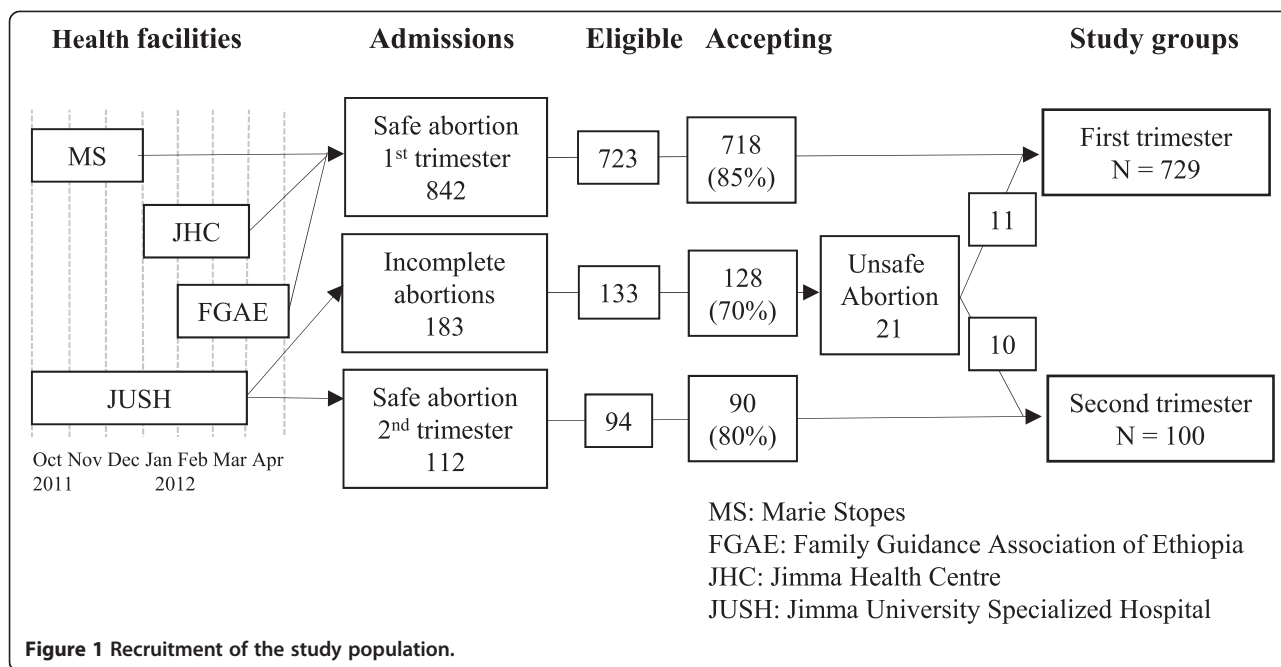 Health facilities
Admissions
Eligible
Accepting
Study groups
MS
JHC
FGAE
JUSH
Oct Nov Dec Jan Feb Mar Apr
2011 2012
Safe abortion
1st trimester
842
723
718
(85%)
First trimester
N = 729
Incomplete
abortions
183
133
128
(70%)
Unsafe
Abortion
21
11
10
Safe abortion
2nd trimester
112
94
90
(80%)
Second trimester
N = 100
MS: Marie Stopes
FGAE: Family Guidance Association of Ethiopia
JHC: Jimma Health Centre
JUSH: Jimma University Specialized Hospital
Figure 1 Recruitment of the study population.